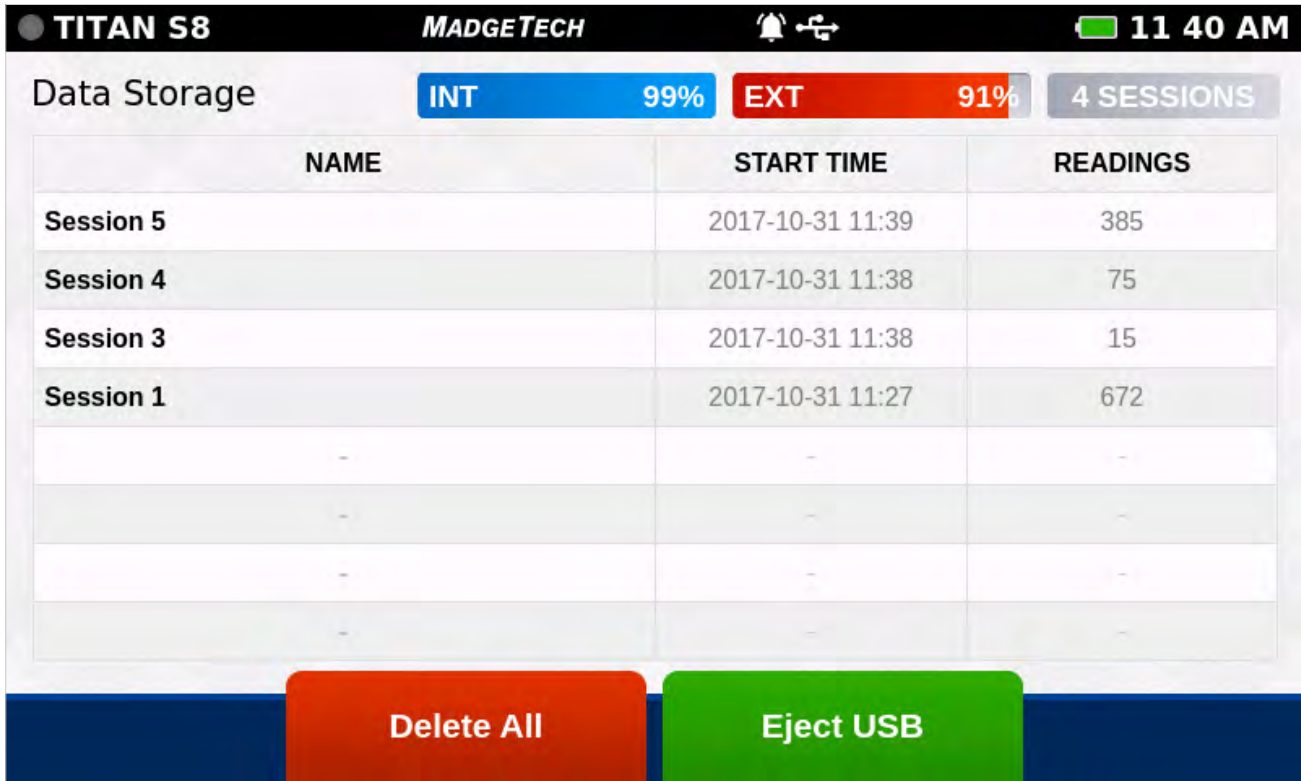 TITAN S8 MADGETECH 11 40 AM
Data Storage INT 99% EXT 91% 4 SESSIONS
NAME START TIME READINGS
Session 5 2017-10-31 11:39 385
Session 4 2017-10-31 11:38 75
Session 3 2017-10-31 11:38 15
Session 1 2017-10-31 11:27 672
- - -
- - -
- - -
- - -
Delete All Eject USB